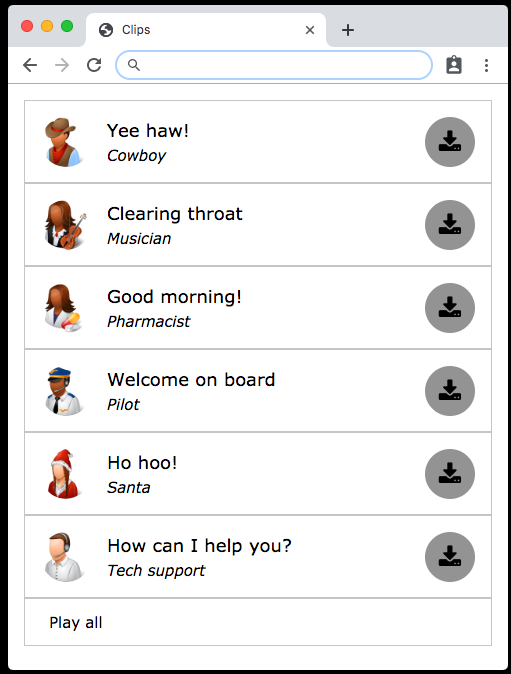 Clips
Yee haw!
Cowboy
Clearing throat
Musician
Good morning!
Pharmacist
Welcome on board
Pilot
Ho hoo!
Santa
How can I help you?
Tech support
Play all